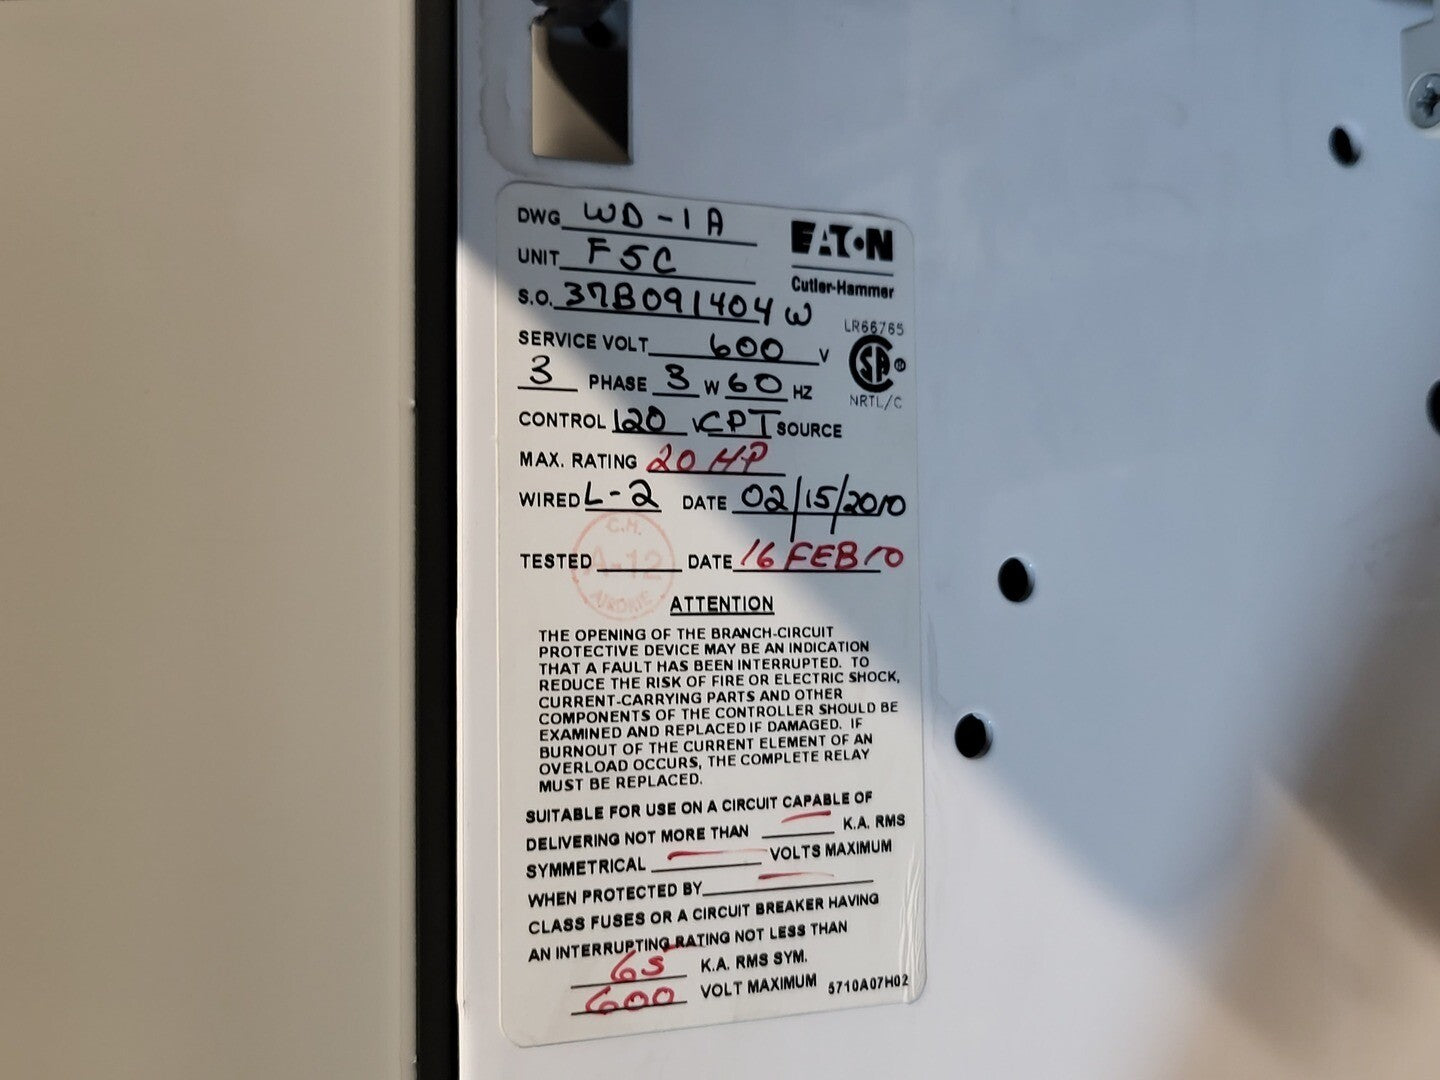 DWG WD-1A
EATON
UNIT F5C
Cutler-Hammer
S.O. 37B091404W
LR66765
SERVICE VOLT 600 V
SA
3 PHASE 3 W 60 HZ
NRTL/C
CONTROL 120 V CPT SOURCE
MAX. RATING 20 HP
WIRED L-2 DATE 02/15/2010
C.H.
TESTED A-12 DATE 16 FEB 10
AIRDRIE
ATTENTION
THE OPENING OF THE BRANCH-CIRCUIT
PROTECTIVE DEVICE MAY BE AN INDICATION
THAT A FAULT HAS BEEN INTERRUPTED. TO
REDUCE THE RISK OF FIRE OR ELECTRIC SHOCK,
CURRENT-CARRYING PARTS AND OTHER
COMPONENTS OF THE CONTROLLER SHOULD BE
EXAMINED AND REPLACED IF DAMAGED. IF
BURNOUT OF THE CURRENT ELEMENT OF AN
OVERLOAD OCCURS, THE COMPLETE RELAY
MUST BE REPLACED.
SUITABLE FOR USE ON A CIRCUIT CAPABLE OF
DELIVERING NOT MORE THAN K.A. RMS
SYMMETRICAL VOLTS MAXIMUM
WHEN PROTECTED BY
CLASS FUSES OR A CIRCUIT BREAKER HAVING
AN INTERRUPTING RATING NOT LESS THAN
65 K.A. RMS SYM.
600 VOLT MAXIMUM 5710A07H02